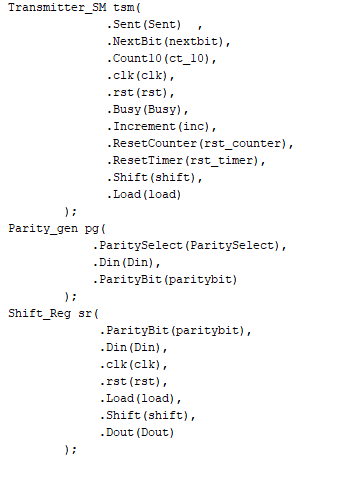 Transmitter_SM tsm(
.Sent(Sent)  ,
.NextBit(nextbit),
.Count10(ct_10),
.clk(clk),
.rst(rst),
.Busy(Busy),
.Increment(inc),
.ResetCounter(rst_counter),
.ResetTimer(rst_timer),
.Shift(shift),
.Load(load)
);
Parity_gen pg(
.ParitySelect(ParitySelect),
.Din(Din),
.ParityBit(paritybit)
);
Shift_Reg sr(
.ParityBit(paritybit),
.Din(Din),
.clk(clk),
.rst(rst),
.Load(load),
.Shift(shift),
.Dout(Dout)
);